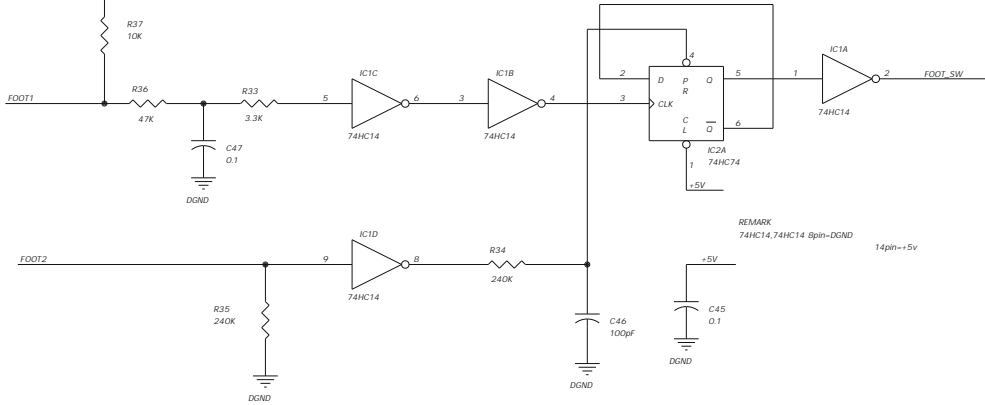 R37
10K
IC1A
4
2
D
P
R
Q
5
1
2
FOOT_SW
FOOT1
R36
R33
IC1C
IC1B
5
6
3
4
3
CLK
74HC14
47K
3.3K
C
L
Q
6
74HC14
74HC14
C47
0.1
IC2A
74HC74
1
+5V
DGND
REMARK
74HC14,74HC14 8pin=DGND
14pin=+5v
IC1D
R34
FOOT2
9
8
+5V
240K
74HC14
R35
240K
C46
100pF
C45
0.1
DGND
DGND
DGND